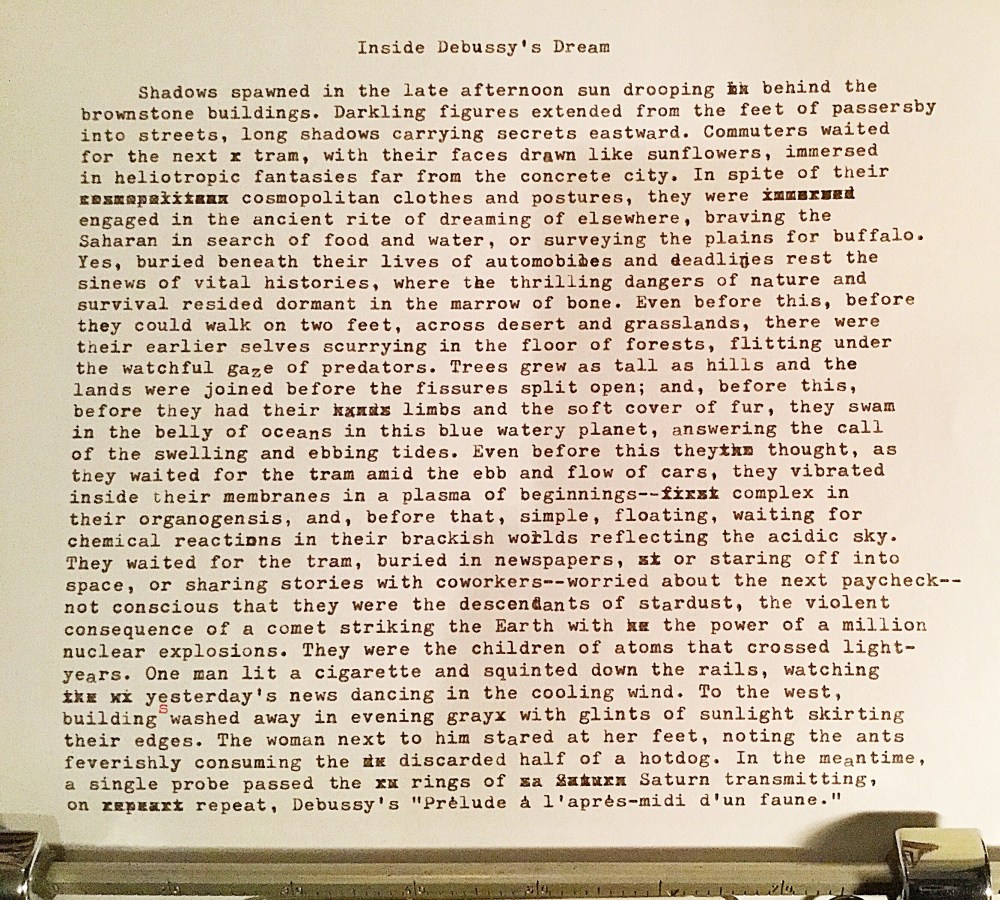 Inside Debussy's Dream
Shadows spawned in the late afternoon sun drooping behind the
brownstone buildings. Darkling figures extended from the feet of passersby
into streets, long shadows carrying secrets eastward. Commuters waited
for the next x tram, with their faces drawn like sunflowers, immersed
in heliotropic fantasies far from the concrete city. In spite of their
cosmopolitan clothes and postures, they were immersed
engaged in the ancient rite of dreaming of elsewhere, braving the
Saharan in search of food and water, or surveying the plains for buffalo.
Yes, buried beneath their lives of automobiles and deadlines rest the
sinews of vital histories, where the thrilling dangers of nature and
survival resided dormant in the marrow of bone. Even before this, before
they could walk on two feet, across desert and grasslands, there were
their earlier selves scurrying in the floor of forests, flitting under
the watchful gaze of predators. Trees grew as tall as hills and the
lands were joined before the fissures split open; and, before this,
before they had their limbs and the soft cover of fur, they swam
in the belly of oceans in this blue watery planet, answering the call
of the swelling and ebbing tides. Even before this they thought, as
they waited for the tram amid the ebb and flow of cars, they vibrated
inside their membranes in a plasma of beginnings--first complex in
their organogensis, and, before that, simple, floating, waiting for
chemical reactions in their brackish worlds reflecting the acidic sky.
They waited for the tram, buried in newspapers, or staring off into
space, or sharing stories with coworkers--worried about the next paycheck--
not conscious that they were the descendants of stardust, the violent
consequence of a comet striking the Earth with the power of a million
nuclear explosions. They were the children of atoms that crossed light-
years. One man lit a cigarette and squinted down the rails, watching
yesterday's news dancing in the cooling wind. To the west,
buildings washed away in evening grayx with glints of sunlight skirting
their edges. The woman next to him stared at her feet, noting the ants
feverishly consuming the discarded half of a hotdog. In the meantime,
a single probe passed the rings of Saturn transmitting,
on repeat, Debussy's "Prélude à l'après-midi d'un faune."